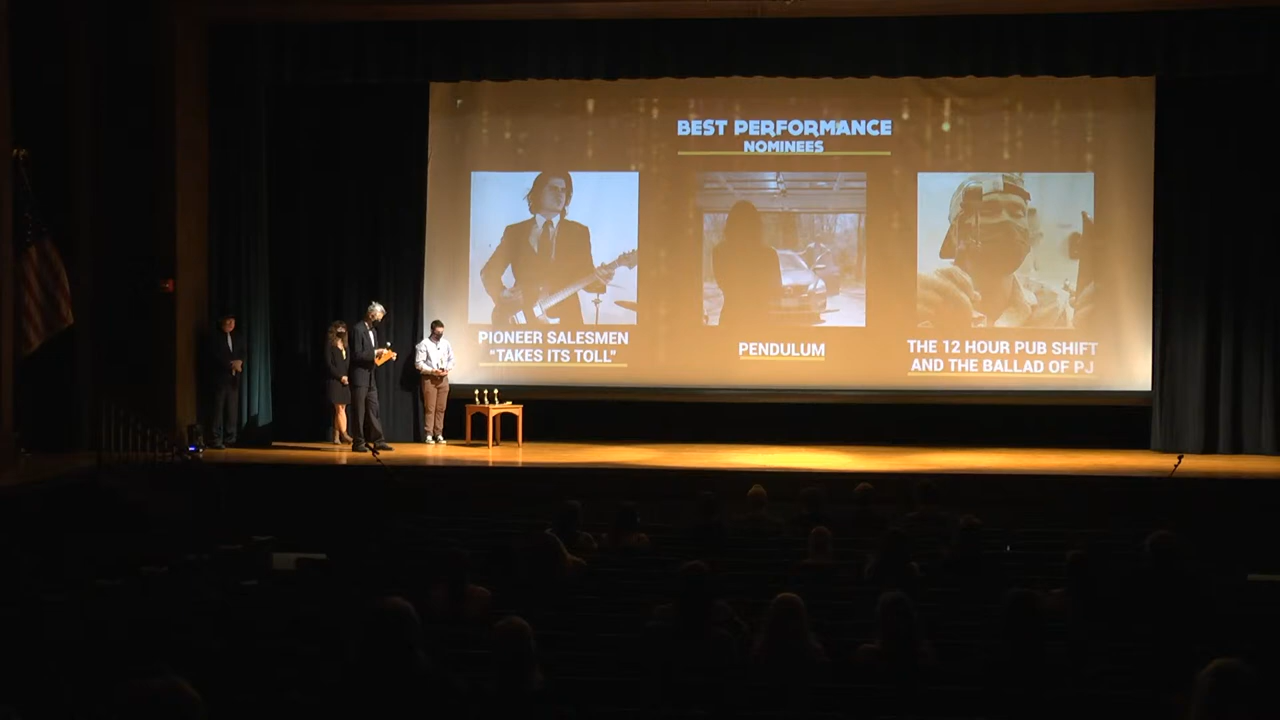 BEST PERFORMANCE
NOMINEES
PIONEER SALESMEN
"TAKES ITS TOLL"
PENDULUM
THE 12 HOUR PUB SHIFT
AND THE BALLAD OF PJ